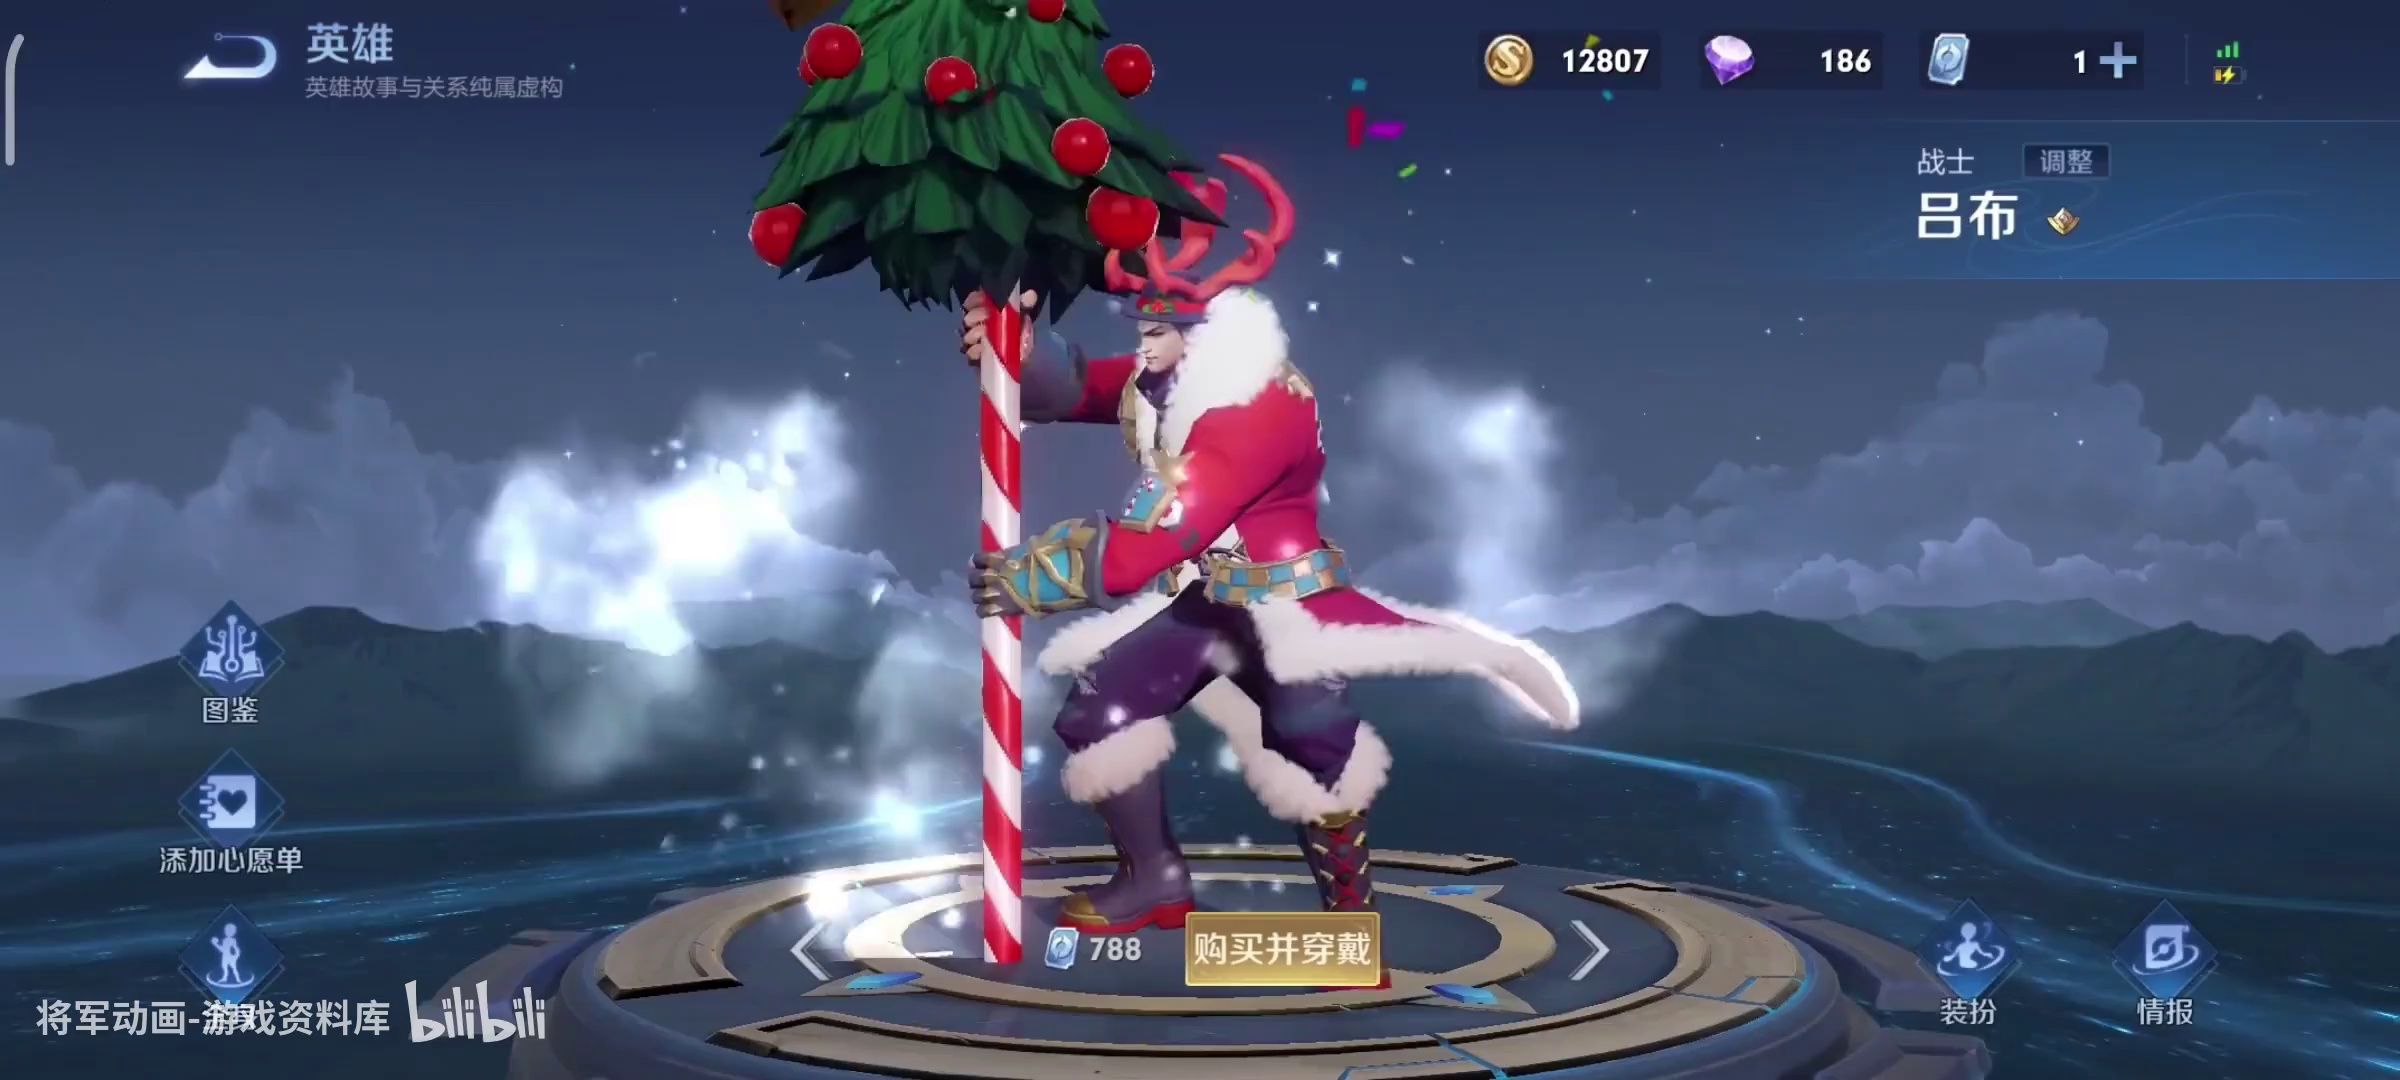 英雄
英雄故事与关系纯属虚构
12807
186
1
战士
调整
吕布
图鉴
添加心愿单
788
购买并穿戴
装扮
情报
将军动画-游戏资料库
bilibili